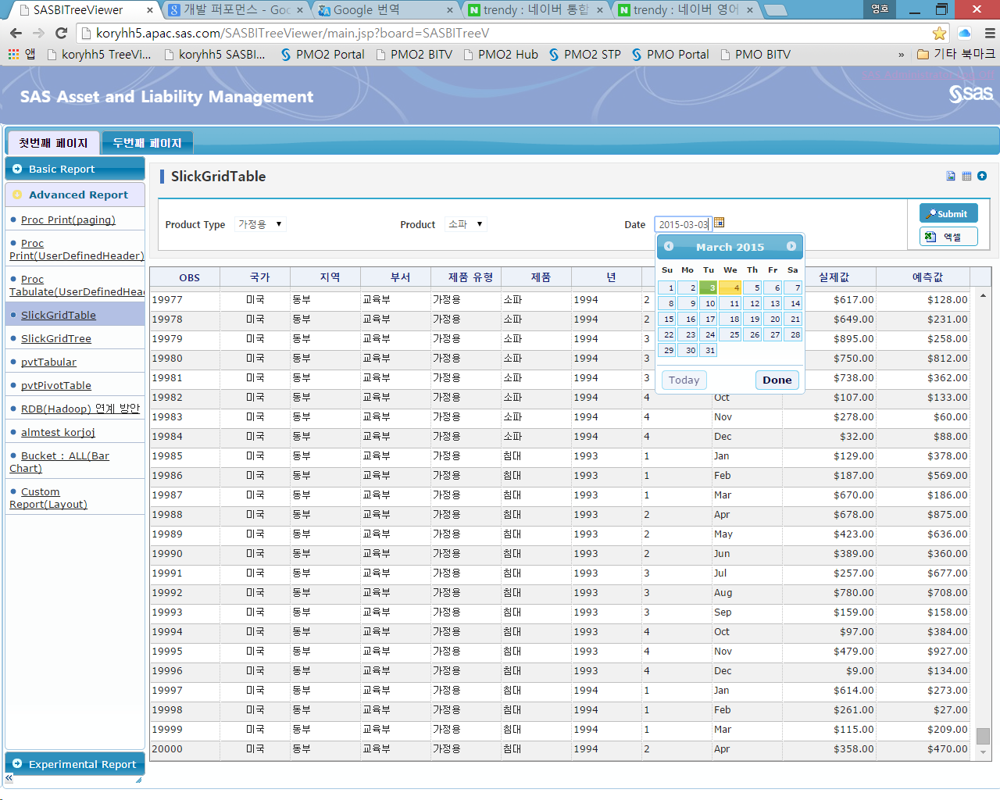 SASBITreeViewer
개발 퍼포먼스 - Goo
Google 번역
trendy : 네이버 통합
trendy : 네이버 영어
영호
koryhh5.apac.sas.com/SASBITreeViewer/main.jsp?board=SASBITreeV
앱
koryhh5 TreeVi...
koryhh5 SASBI...
PMO2 Portal
PMO2 BITV
PMO2 Hub
PMO2 STP
PMO Portal
PMO BITV
»
기타 북마크
SAS Asset and Liability Management
sas
첫번째 페이지
두번째 페이지
Basic Report
Advanced Report
Proc Print(paging)
Proc
Print(UserDefinedHeader)
Proc
Tabulate(UserDefinedHead
SlickGridTable
SlickGridTree
pvtTabular
pvtPivotTable
RDB(Hadoop) 연계 방안
almtest korjoj
Bucket : ALL(Bar
Chart)
Custom
Report(Layout)
Experimental Report
«
SlickGridTable
Product Type 가정용 Product 소파 Date 2015-03-03
Submit
엑셀
March 2015
Su Mo Tu We Th Fr Sa
1 2 3 4 5 6 7
8 9 10 11 12 13 14
15 16 17 18 19 20 21
22 23 24 25 26 27 28
29 30 31
Today Done
OBS 국가 지역 부서 제품 유형 제품 년 실제값 예측값
19977 미국 동부 교육부 가정용 소파 1994 2 $617.00 $128.00
19978 미국 동부 교육부 가정용 소파 1994 2 $649.00 $231.00
19979 미국 동부 교육부 가정용 소파 1994 3 $895.00 $258.00
19980 미국 동부 교육부 가정용 소파 1994 3 $750.00 $812.00
19981 미국 동부 교육부 가정용 소파 1994 3 $738.00 $362.00
19982 미국 동부 교육부 가정용 소파 1994 4 Oct $107.00 $133.00
19983 미국 동부 교육부 가정용 소파 1994 4 Nov $278.00 $60.00
19984 미국 동부 교육부 가정용 소파 1994 4 Dec $32.00 $88.00
19985 미국 동부 교육부 가정용 침대 1993 1 Jan $129.00 $378.00
19986 미국 동부 교육부 가정용 침대 1993 1 Feb $187.00 $569.00
19987 미국 동부 교육부 가정용 침대 1993 1 Mar $670.00 $186.00
19988 미국 동부 교육부 가정용 침대 1993 2 Apr $678.00 $875.00
19989 미국 동부 교육부 가정용 침대 1993 2 May $423.00 $636.00
19990 미국 동부 교육부 가정용 침대 1993 2 Jun $389.00 $360.00
19991 미국 동부 교육부 가정용 침대 1993 3 Jul $257.00 $677.00
19992 미국 동부 교육부 가정용 침대 1993 3 Aug $780.00 $708.00
19993 미국 동부 교육부 가정용 침대 1993 3 Sep $159.00 $158.00
19994 미국 동부 교육부 가정용 침대 1993 4 Oct $97.00 $384.00
19995 미국 동부 교육부 가정용 침대 1993 4 Nov $479.00 $927.00
19996 미국 동부 교육부 가정용 침대 1993 4 Dec $9.00 $134.00
19997 미국 동부 교육부 가정용 침대 1994 1 Jan $614.00 $273.00
19998 미국 동부 교육부 가정용 침대 1994 1 Feb $261.00 $27.00
19999 미국 동부 교육부 가정용 침대 1994 1 Mar $115.00 $209.00
20000 미국 동부 교육부 가정용 침대 1994 2 Apr $358.00 $470.00